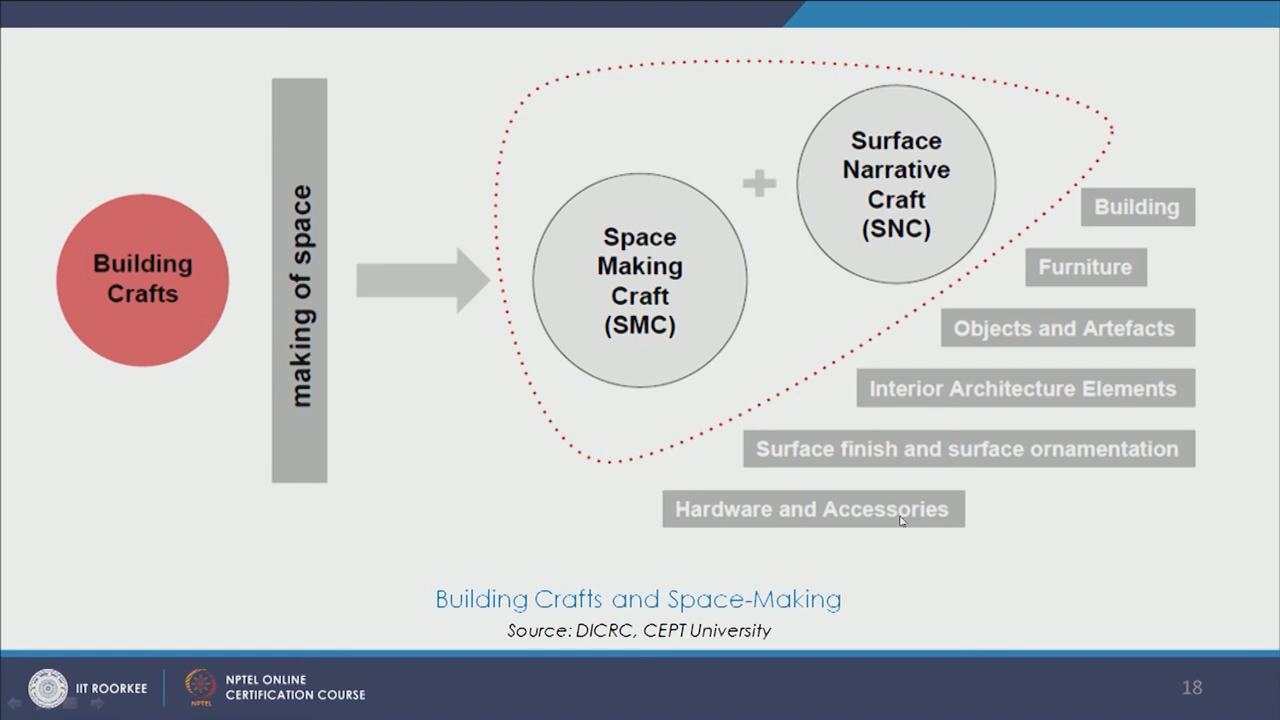 Building
Crafts
making of space
Space
Making
Craft
(SMC)
Surface
Narrative
Craft
(SNC)
Building
Furniture
Objects and Artefacts
Interior Architecture Elements
Surface finish and surface ornamentation
Hardware and Accessories
Building Crafts and Space-Making
Source: DICRC, CEPT University
IIT ROORKEE
NPTEL
NPTEL ONLINE
CERTIFICATION COURSE
18